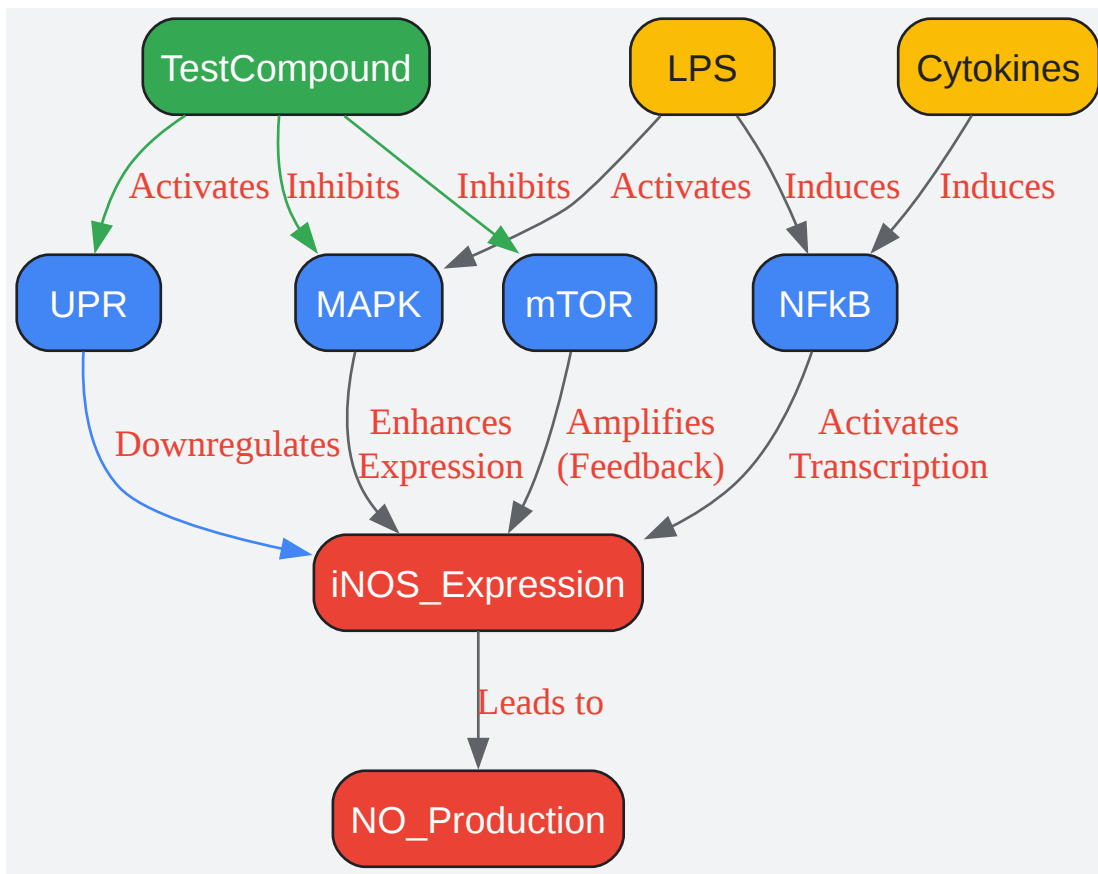 TestCompound
LPS
Cytokines
Activates
Inhibits
Inhibits
Activates
Induces
Induces
UPR
MAPK
mTOR
NFkB
Downregulates
Enhances
Expression
Amplifies
(Feedback)
Activates
Transcription
iNOS_Expression
Leads to
NO_Production